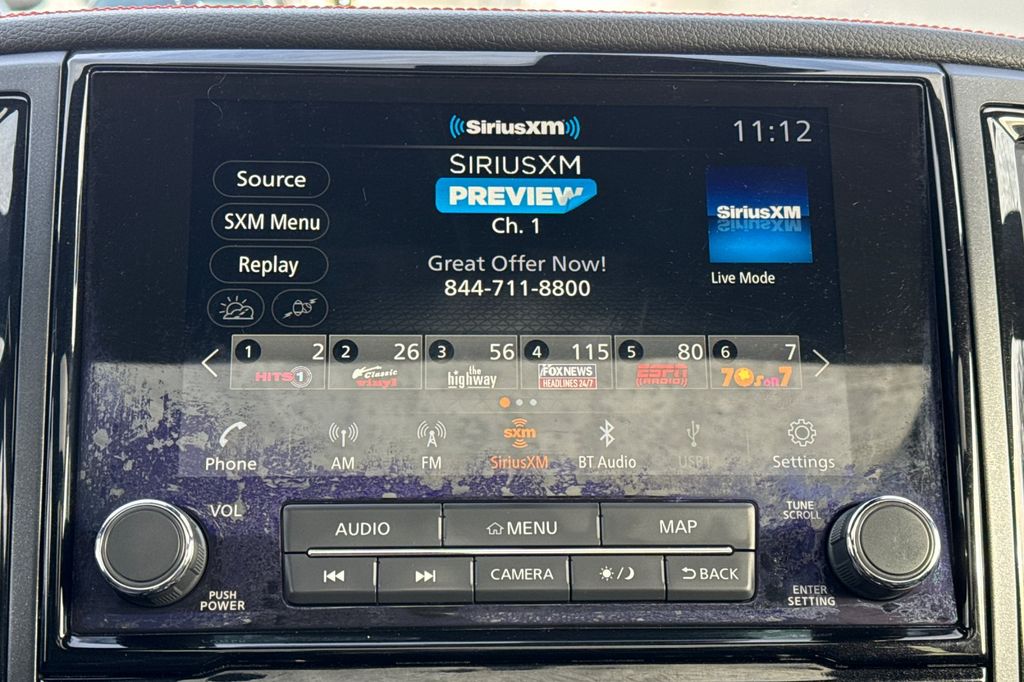 SiriusXM
11:12
SIRIUSXM
PREVIEW
Ch. 1
Source
SXM Menu
Replay
SiriusXM
Live Mode
Great Offer Now!
844-711-8800
1 2
HITS 1
2 26
Classic
vinyl
3 56
the
highway
4 115
FOX NEWS
HEADLINES 24/7
5 80
ESPN
RADIO
6 7
70s on 7
Phone
AM
FM
sxm
SiriusXM
BT Audio
USB1
Settings
VOL
PUSH
POWER
AUDIO
MENU
MAP
CAMERA
BACK
TUNE
SCROLL
ENTER
SETTING